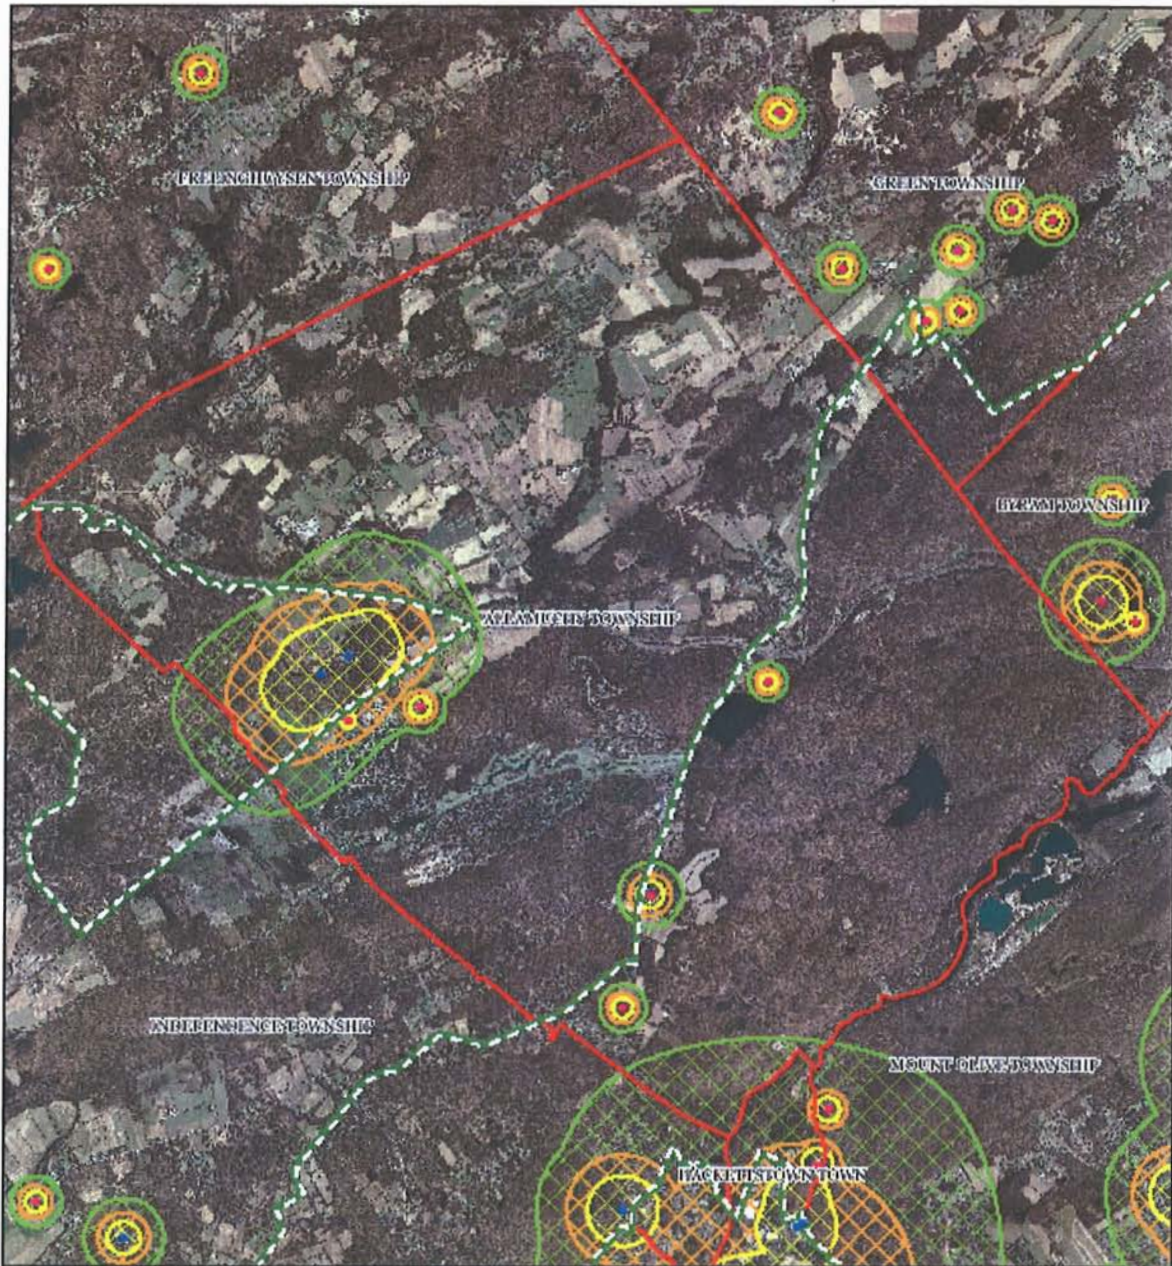 FRELINGHUYSEN TOWNSHIP
GREEN TOWNSHIP
BYRAM TOWNSHIP
ALLAMUCHY TOWNSHIP
INDEPENDENCE TOWNSHIP
MOUNT OLIVE TOWNSHIP
HACKETTSTOWN TOWN